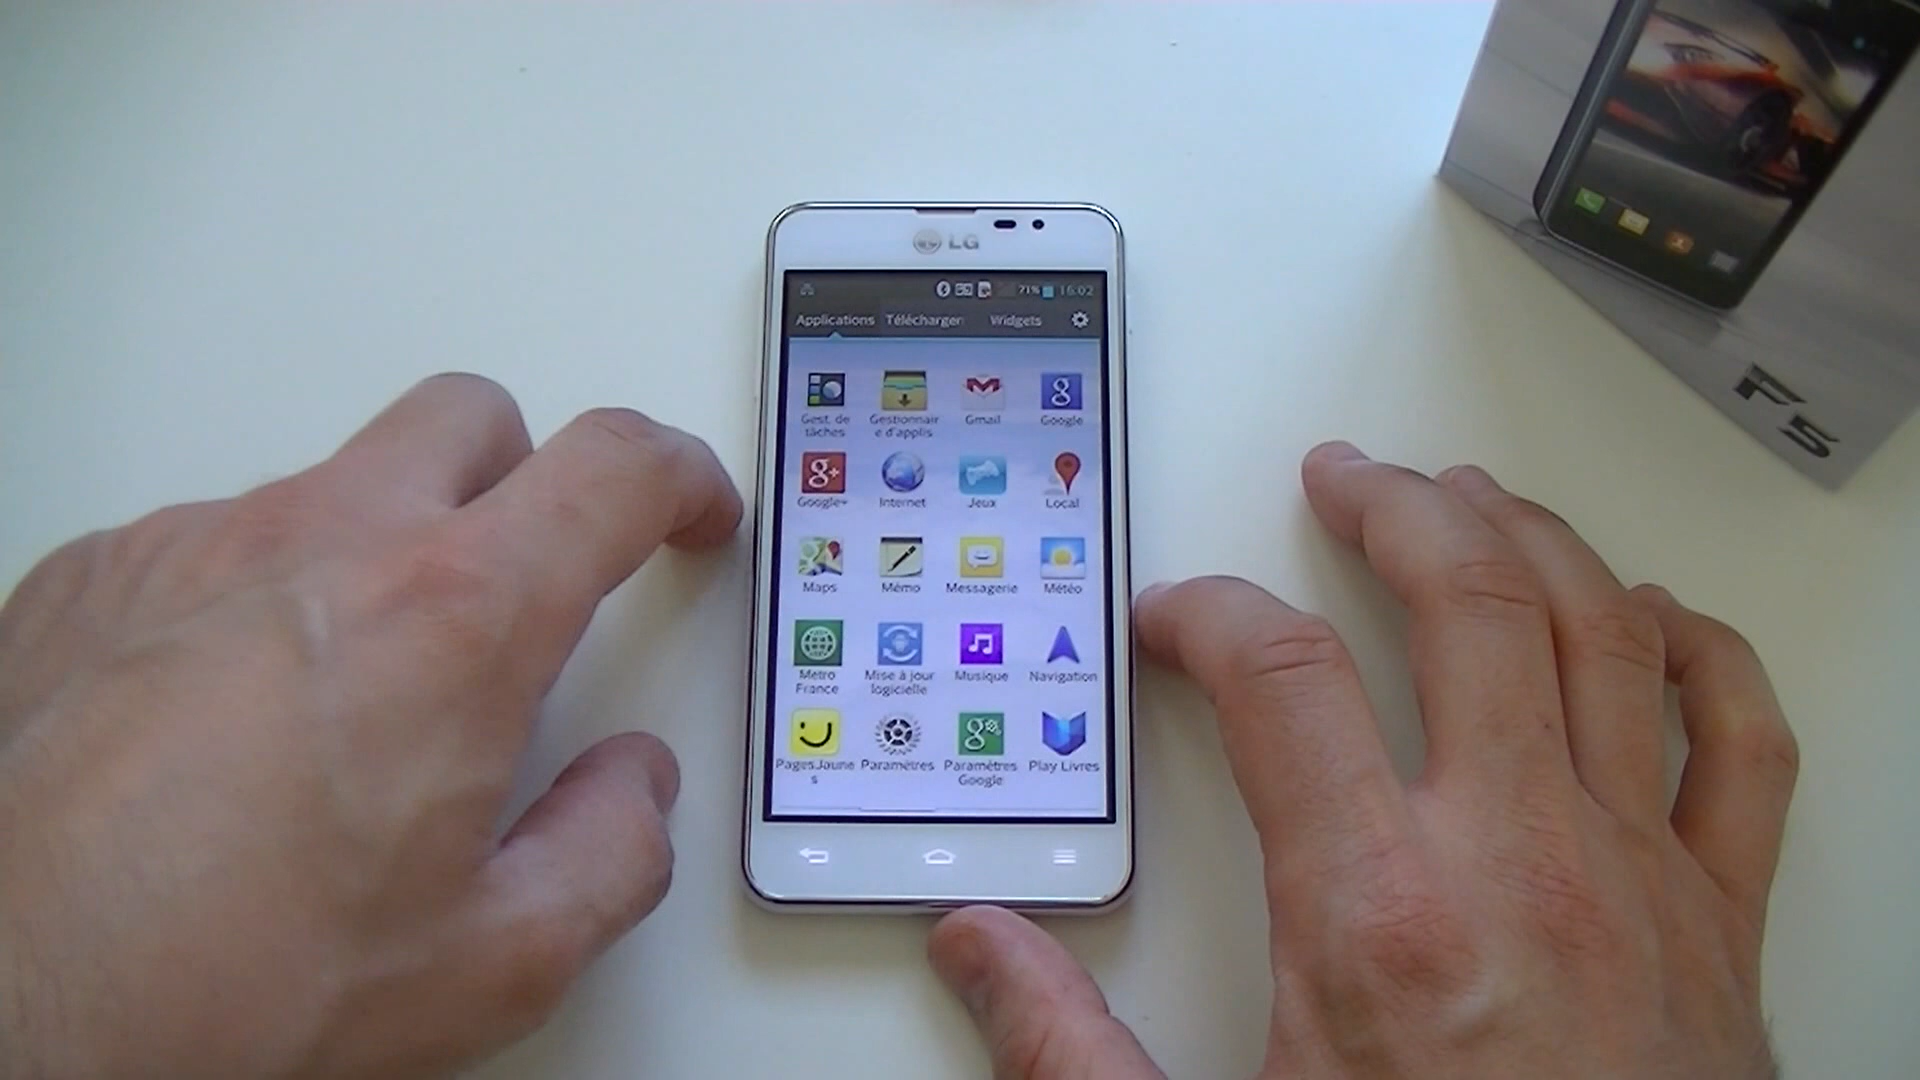 LG
71% 16:02
Applications Télécharger Widgets
Gest. de tâches
Gestionnair e d'applis
Gmail
Google
Google+
Internet
Jeux
Local
Maps
Mémo
Messagerie
Météo
Metro France
Mise à jour logicielle
Musique
Navigation
PagesJaune s
Paramètres
Paramètres Google
Play Livres
F5